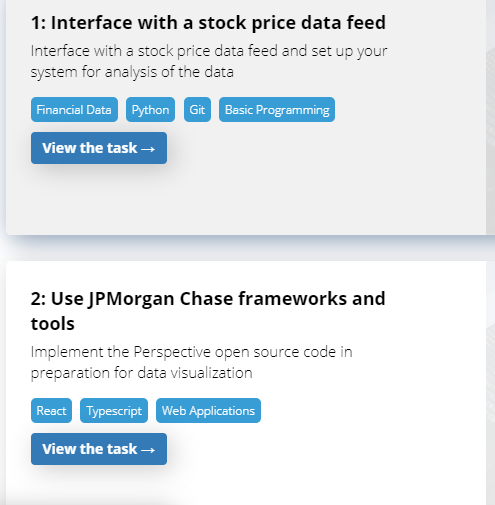 1: Interface with a stock price data feed
Interface with a stock price data feed and set up your
system for analysis of the data
Financial Data Python Git Basic Programming
View the task →
2: Use JPMorgan Chase frameworks and
tools
Implement the Perspective open source code in
preparation for data visualization
React Typescript Web Applications
View the task →